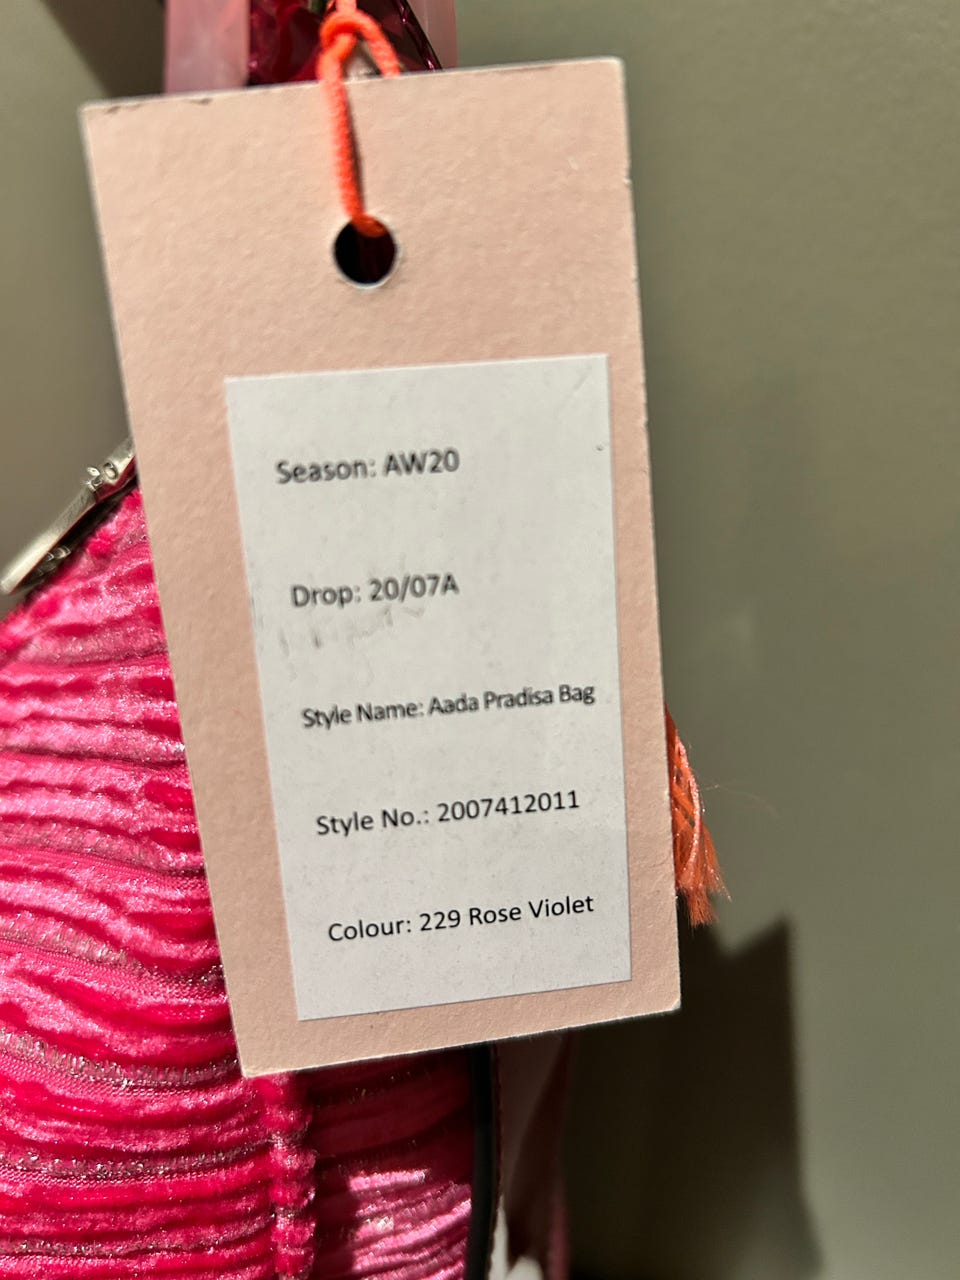 Season: AW20
Drop: 20/07A
Style Name: Aada Pradisa Bag
Style No.: 2007412011
Colour: 229 Rose Violet